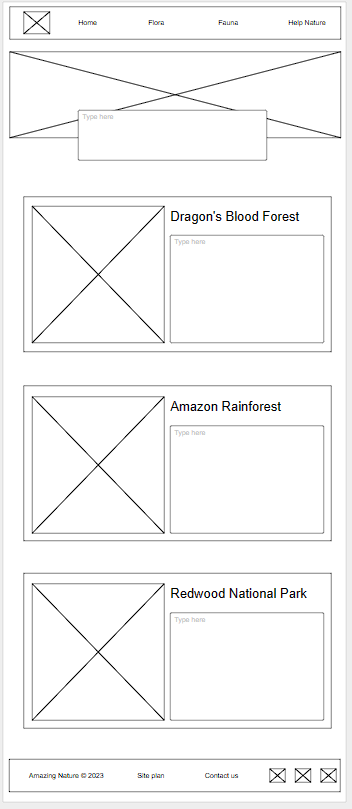 Home Flora Fauna Help Nature
Type here
Dragon's Blood Forest
Type here
Amazon Rainforest
Type here
Redwood National Park
Type here
Amazing Nature © 2023 Site plan Contact us